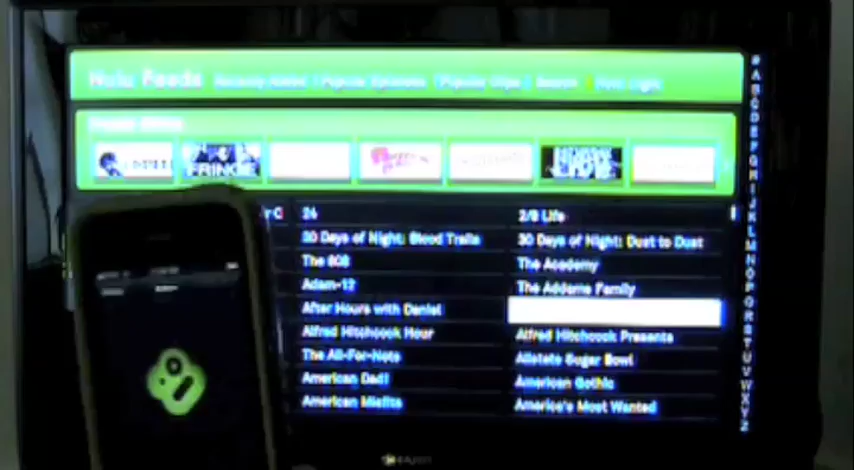 Hulu Feeds Recently Added Popular Episodes Popular Clips Search
FRINGE
24 2/8 Life
30 Days of Night: Blood Trails 30 Days of Night: Dust to Dust
The 808 The Academy
Adam-12 The Addams Family
After Hours with Daniel
Alfred Hitchcock Hour Alfred Hitchcock Presents
The All-For-Nots Allstate Sugar Bowl
American Dad! American Gothic
American Misfits America's Most Wanted
#
A
B
C
D
E
F
G
H
I
J
K
L
M
N
O
P
Q
R
S
T
U
V
W
X
Y
Z